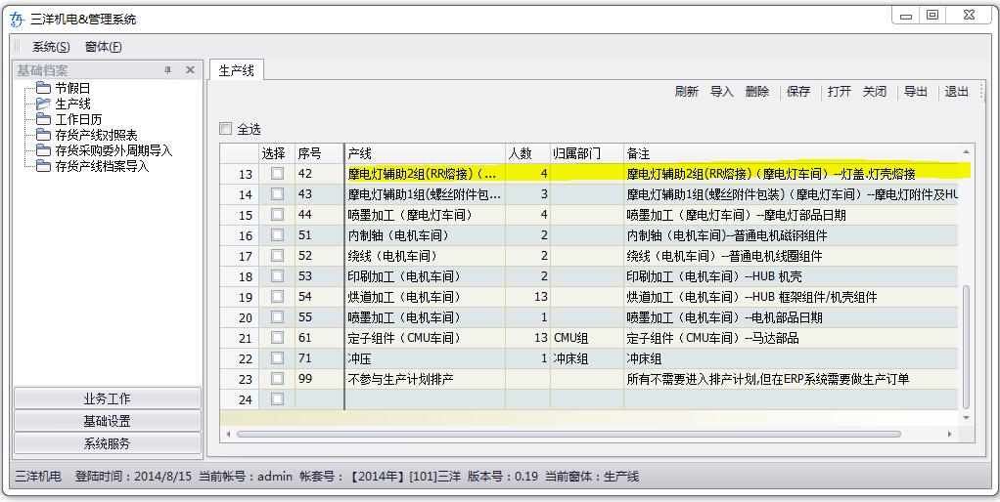 三洋机电&管理系统
系统(S) 窗体(F)
基础档案
节假日
生产线
工作日历
存货产线对照表
存货采购委外周期导入
存货产线档案导入
业务工作
基础设置
系统服务
生产线
刷新 导入 删除 保存 打开 关闭 导出 退出
全选
选择 序号 产线 人数 归属部门 备注
13 42 摩电灯辅助2组(RR熔接)（... 4 摩电灯辅助2组(RR熔接)（摩电灯车间）--灯盖.灯壳熔接
14 43 摩电灯辅助1组(螺丝附件包... 3 摩电灯辅助1组(螺丝附件包装)（摩电灯车间）--摩电灯附件及HU
15 44 喷墨加工（摩电灯车间） 4 喷墨加工（摩电灯车间）--摩电灯部品日期
16 51 内制轴（电机车间） 2 内制轴（电机车间)--普通电机磁钢组件
17 52 绕线（电机车间） 2 绕线（电机车间）--普通电机线圈组件
18 53 印刷加工（电机车间） 2 印刷加工（电机车间）--HUB 机壳
19 54 烘道加工（电机车间） 13 烘道加工（电机车间）--HUB 框架组件/机壳组件
20 55 喷墨加工（电机车间） 1 喷墨加工（电机车间）--电机部品日期
21 61 定子组件（CMU车间） 13 CMU组 定子组件（CMU车间）--马达部品
22 71 冲压 1 冲床组 冲床组
23 99 不参与生产计划排产 所有不需要进入排产计划,但在ERP系统需要做生产订单
24
三洋机电 登陆时间：2014/8/15 当前帐号：admin 帐套号：【2014年】[101]三洋 版本号：0.19 当前窗体：生产线